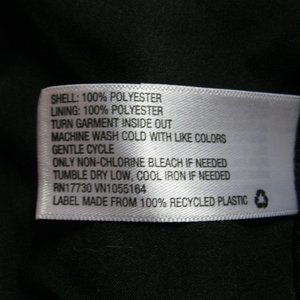 SHELL: 100% POLYESTER
LINING: 100% POLYESTER
TURN GARMENT INSIDE OUT
MACHINE WASH COLD WITH LIKE COLORS
GENTLE CYCLE
ONLY NON-CHLORINE BLEACH IF NEEDED
TUMBLE DRY LOW, COOL IRON IF NEEDED
RN17730 VN1055164
LABEL MADE FROM 100% RECYCLED PLASTIC